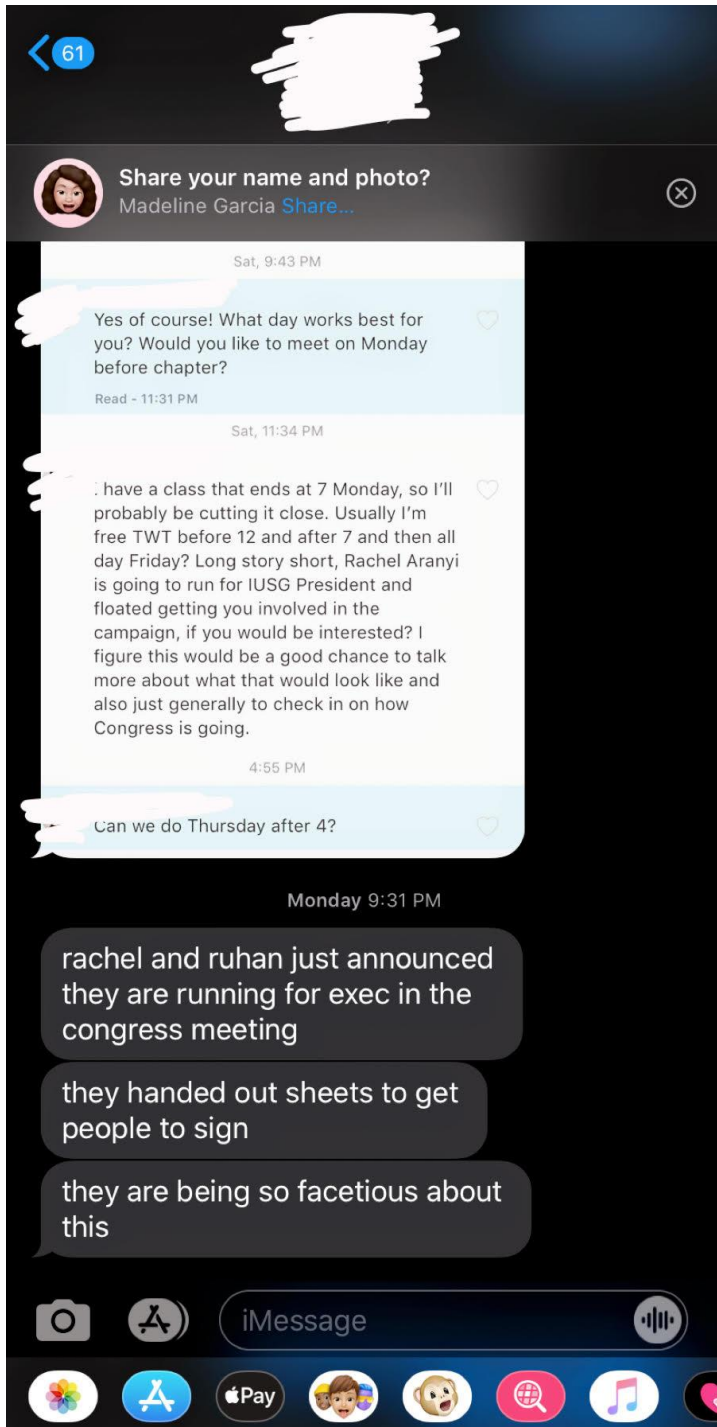 61
Share your name and photo?
Madeline Garcia Share...
Sat, 9:43 PM
Yes of course! What day works best for
you? Would you like to meet on Monday
before chapter?
Read - 11:31 PM
Sat, 11:34 PM
have a class that ends at 7 Monday, so I'll
probably be cutting it close. Usually I'm
free TWT before 12 and after 7 and then all
day Friday? Long story short, Rachel Aranyi
is going to run for IUSG President and
floated getting you involved in the
campaign, if you would be interested? I
figure this would be a good chance to talk
more about what that would look like and
also just generally to check in on how
Congress is going.
4:55 PM
Can we do Thursday after 4?
Monday 9:31 PM
rachel and ruhan just announced
they are running for exec in the
congress meeting
they handed out sheets to get
people to sign
they are being so facetious about
this
iMessage
Pay